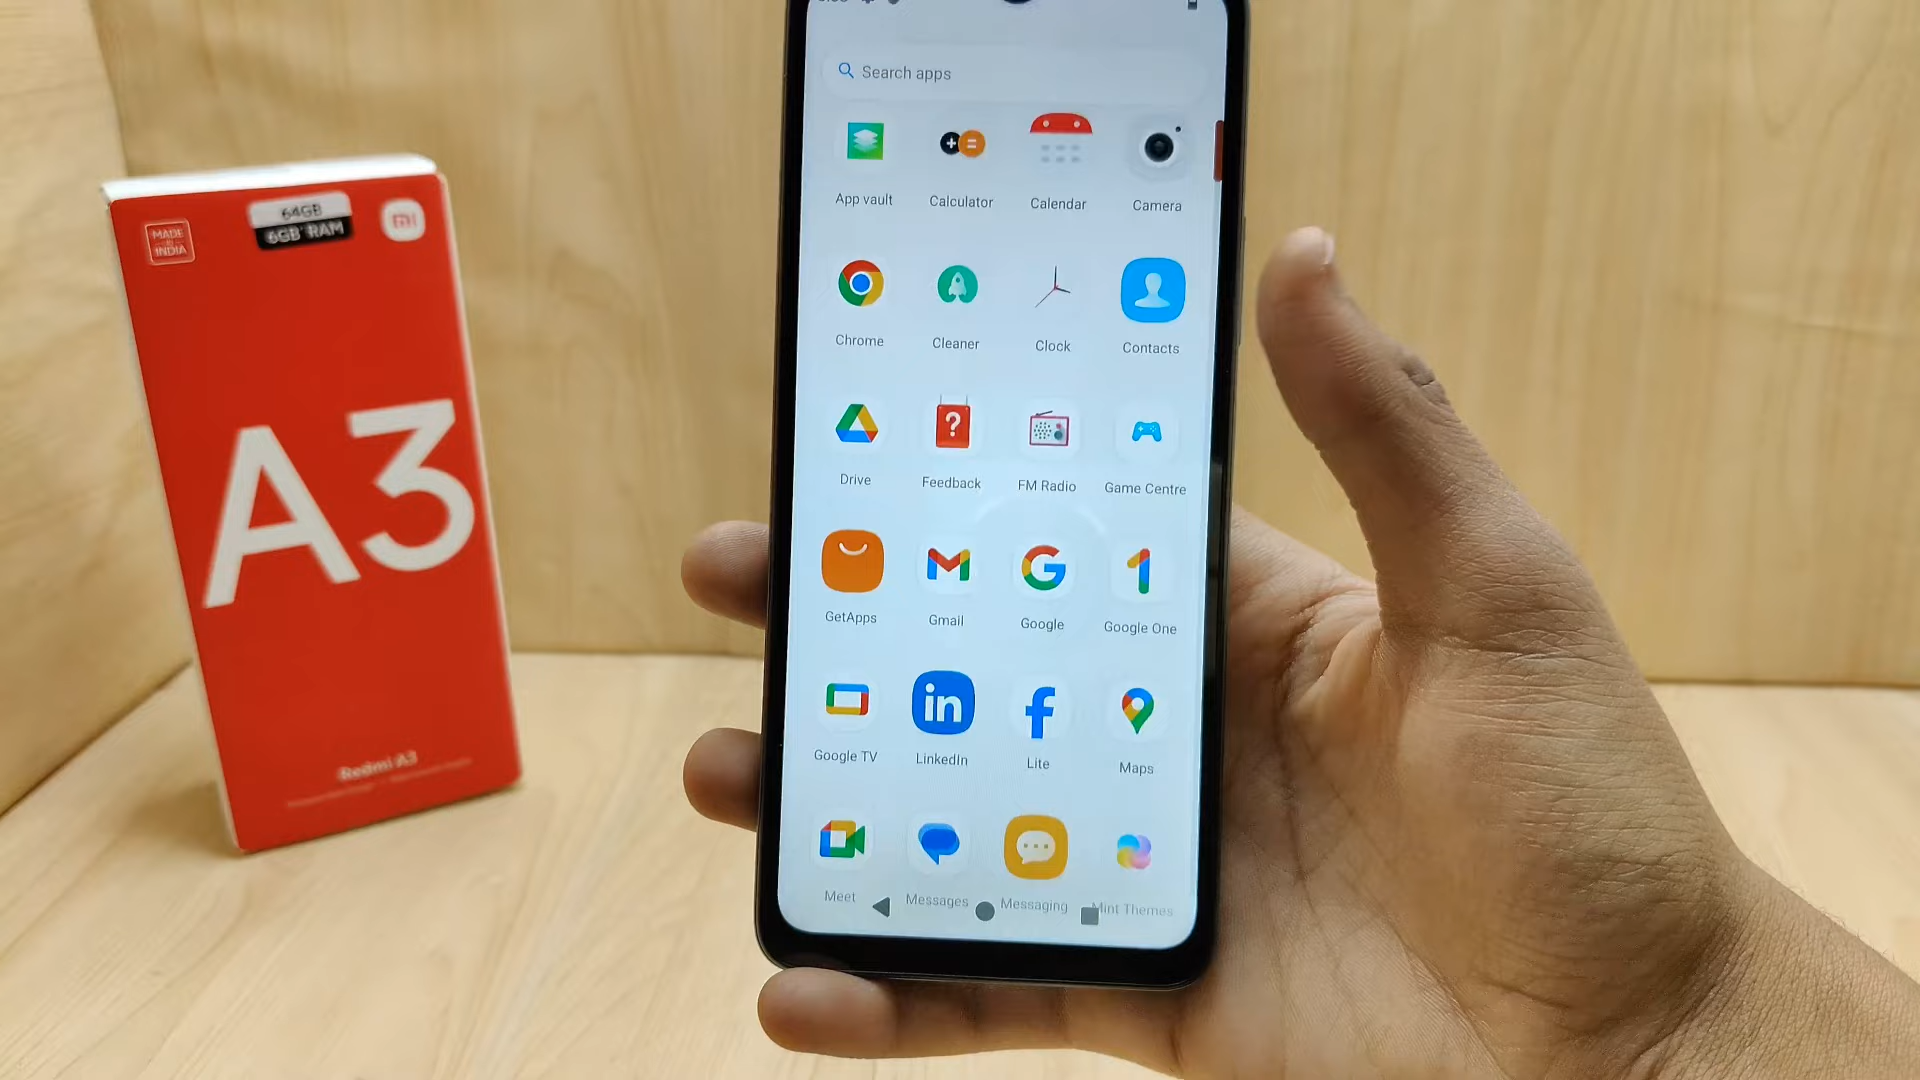 MADE
IN
INDIA
64GB
6GB* RAM
A3
Redmi A3
Search apps
App vault
Calculator
Calendar
Camera
Chrome
Cleaner
Clock
Contacts
Drive
Feedback
FM Radio
Game Centre
GetApps
Gmail
Google
Google One
Google TV
LinkedIn
Lite
Maps
Meet
Messages
Messaging
Mint Themes